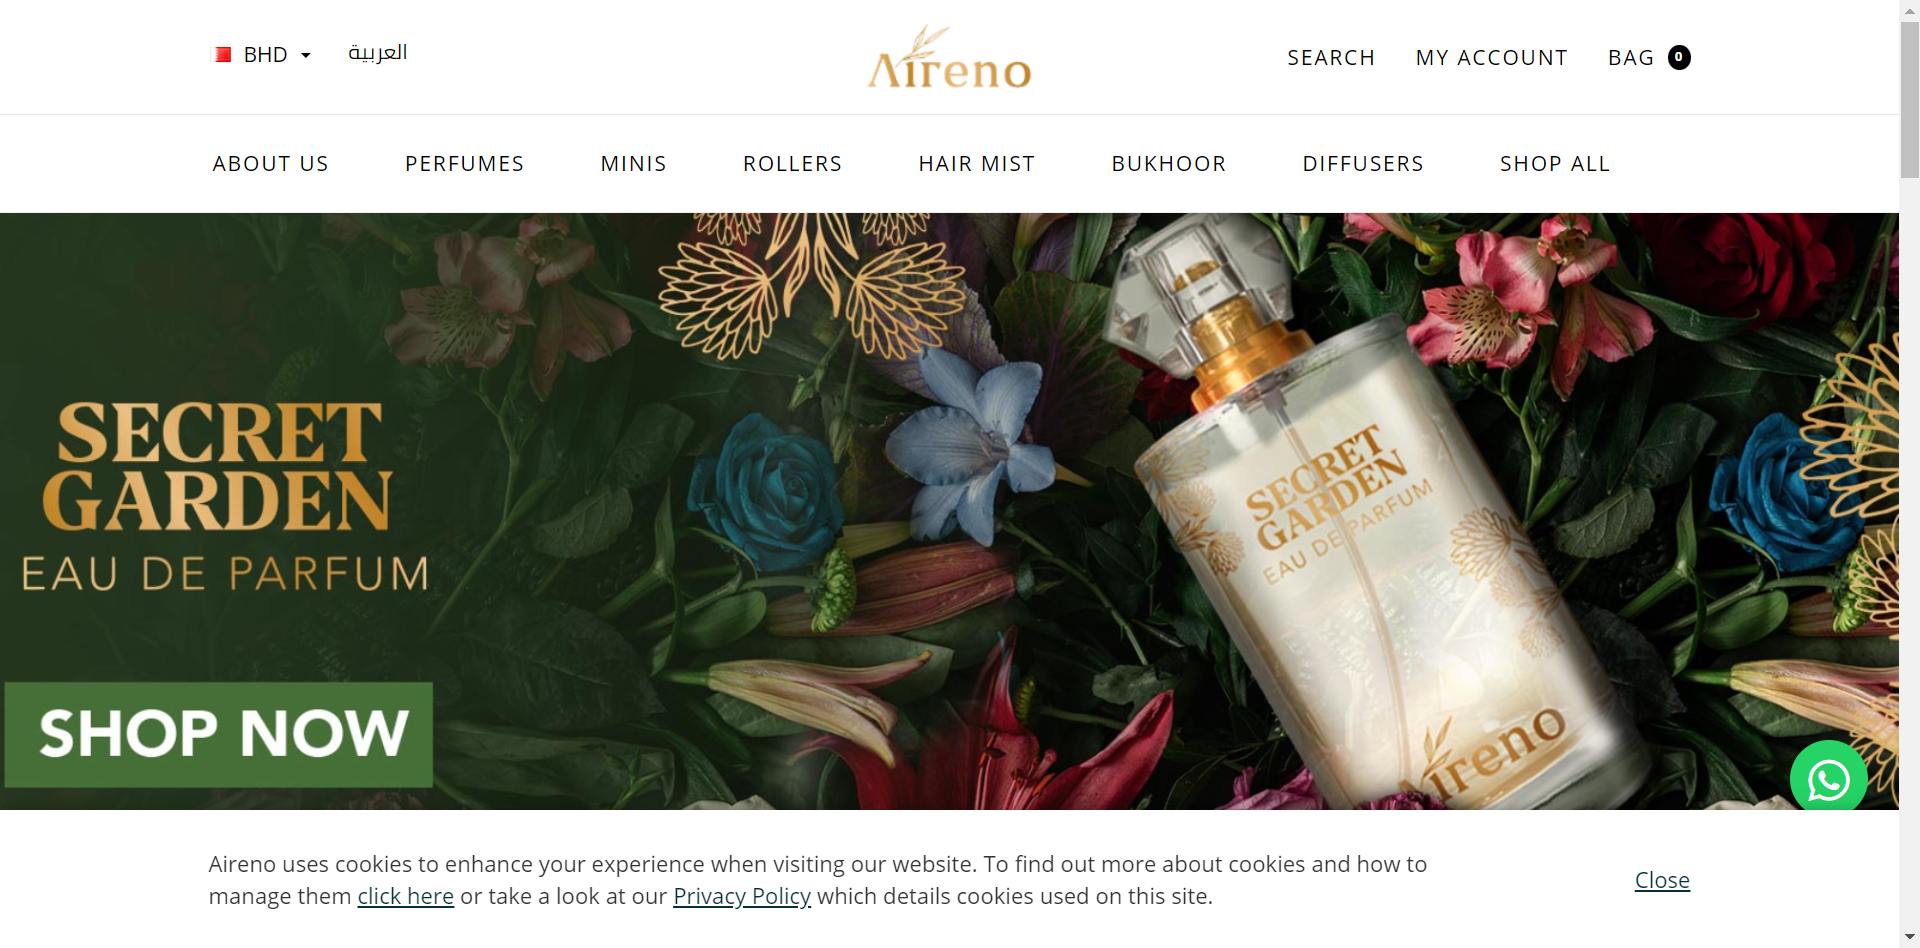 BHD
العربية
Aireno
SEARCH
MY ACCOUNT
BAG 0
ABOUT US
PERFUMES
MINIS
ROLLERS
HAIR MIST
BUKHOOR
DIFFUSERS
SHOP ALL
SECRET
GARDEN
EAU DE PARFUM
SHOP NOW
SECRET
GARDEN
EAU DE PARFUM
Aireno
Aireno uses cookies to enhance your experience when visiting our website. To find out more about cookies and how to
manage them click here or take a look at our Privacy Policy which details cookies used on this site.
Close